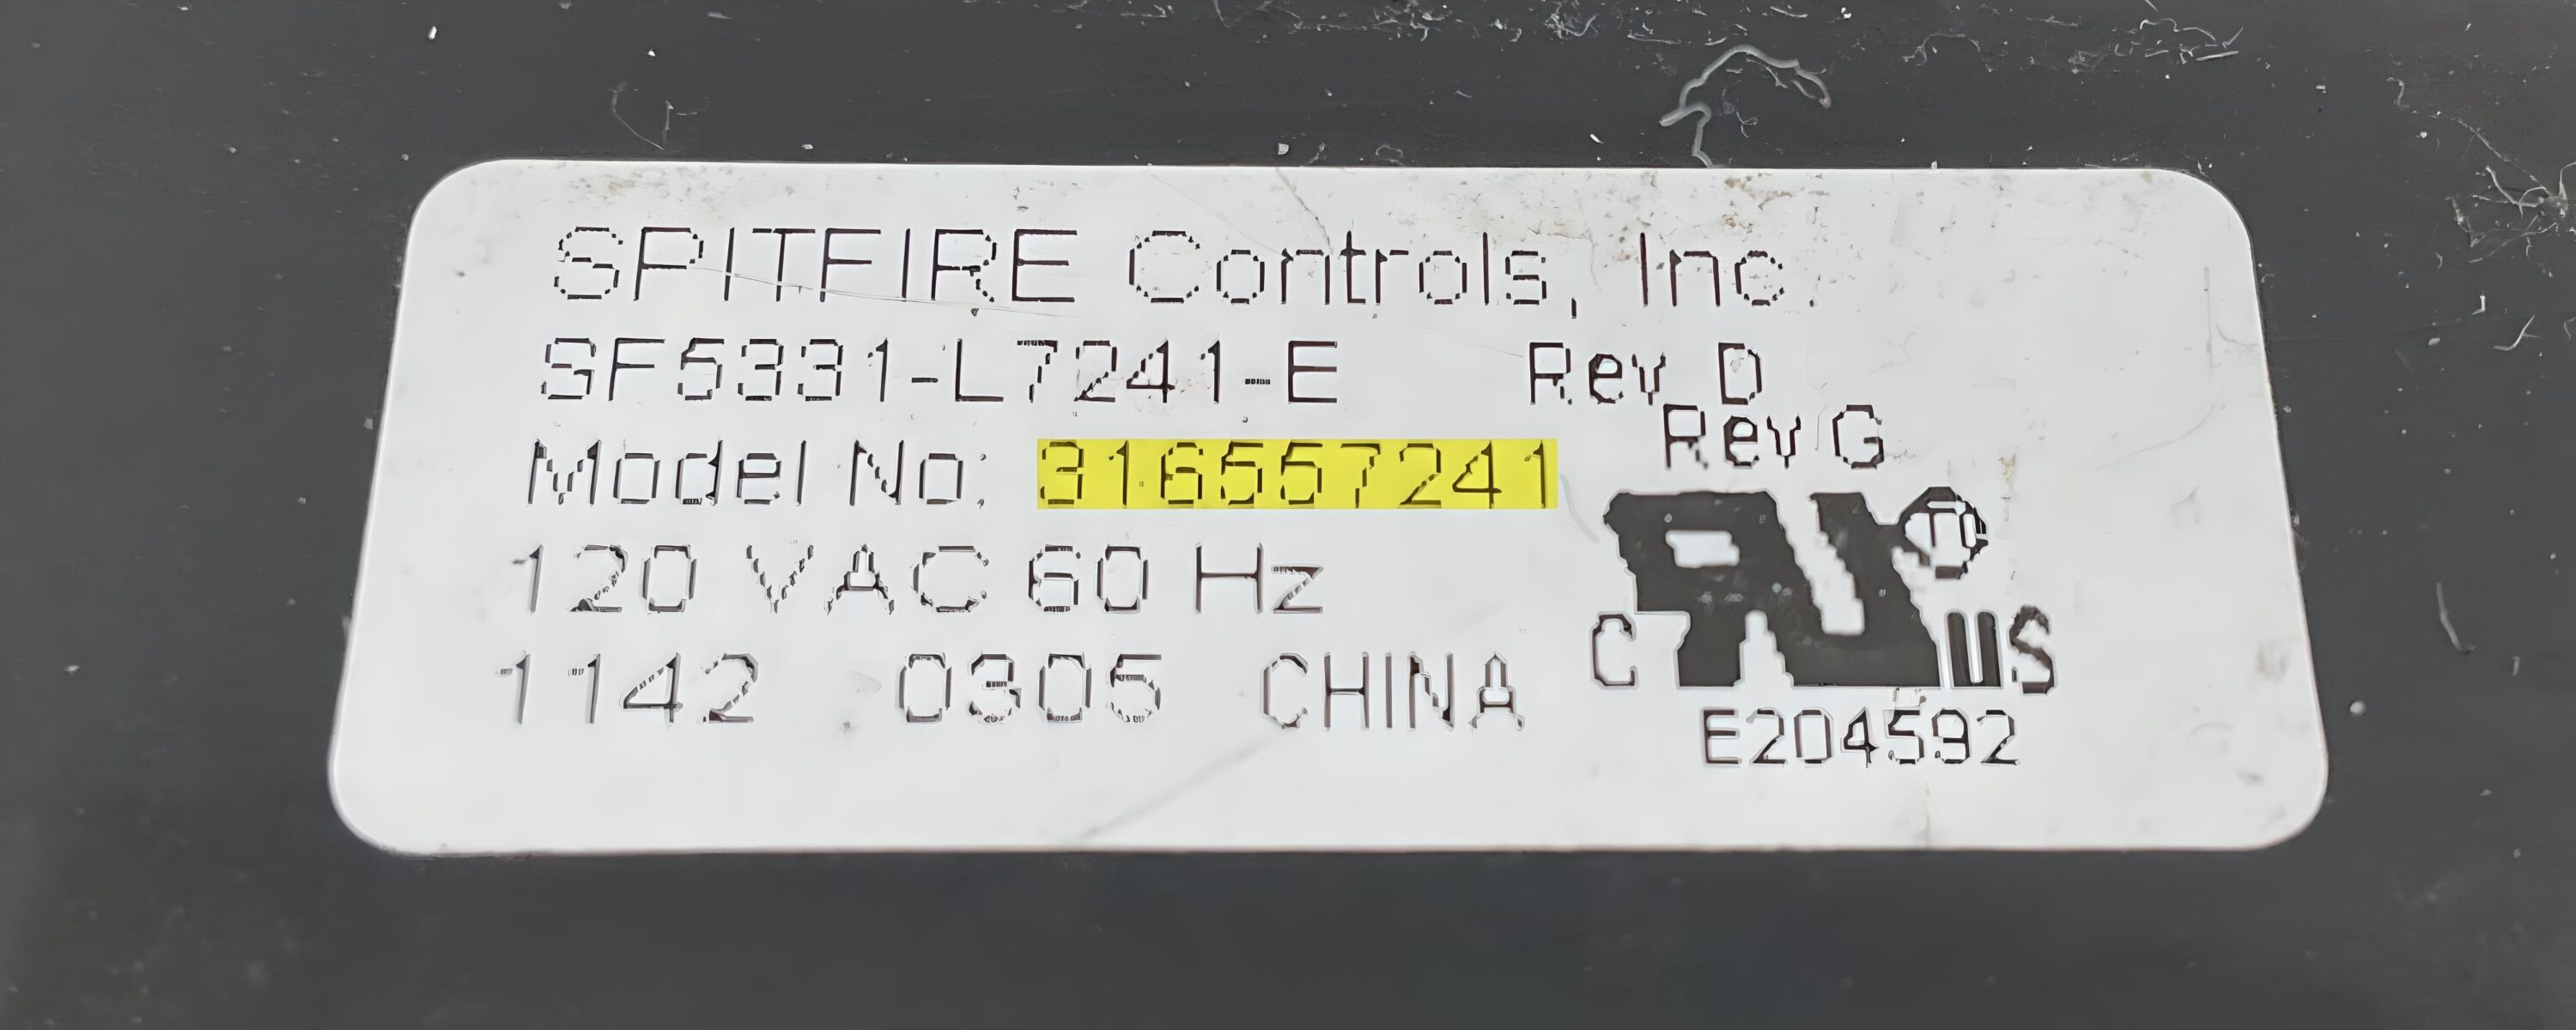 SPITFIRE Controls, Inc.
SF5331-L7241-E Rev D
Rev G
Model No: 316557241
120 VAC 60 Hz
1142 0305 CHINA
C RU US
E204592